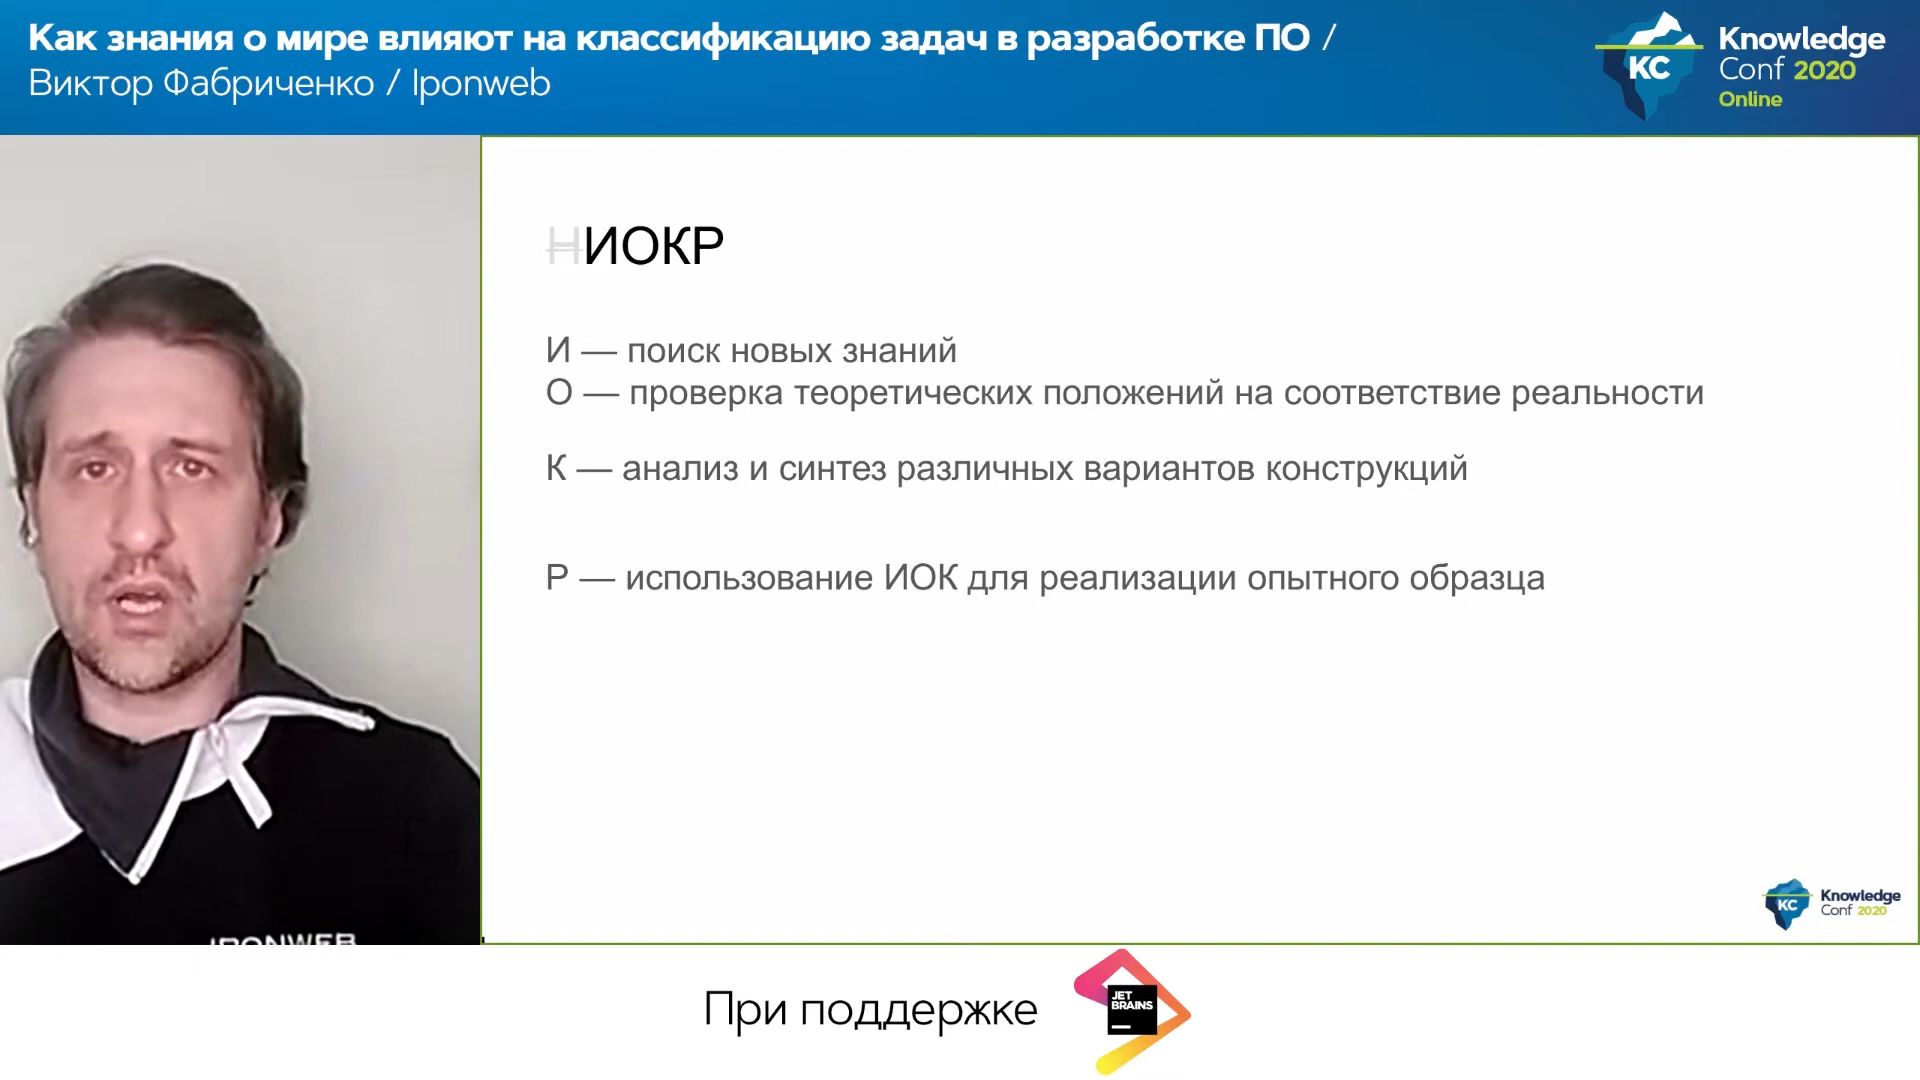 Как знания о мире влияют на классификацию задач в разработке ПО /
Виктор Фабриченко / Iponweb
KC
Knowledge
Conf 2020
Online
НИОКР
И — поиск новых знаний
О — проверка теоретических положений на соответствие реальности
К — анализ и синтез различных вариантов конструкций
Р — использование ИОК для реализации опытного образца
IPONWEB
KC
Knowledge
Conf 2020
При поддержке
JET
BRAINS